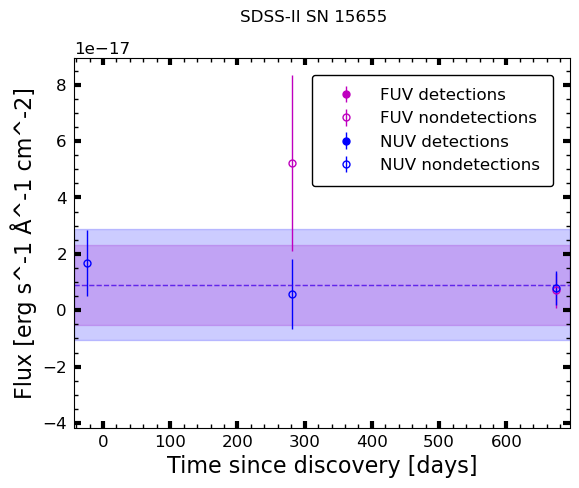 SDSS-II SN 15655
1e−17
Flux [erg s^-1 Å^-1 cm^-2]
8
6
4
2
0
−2
−4
FUV detections
FUV nondetections
NUV detections
NUV nondetections
0 100 200 300 400 500 600
Time since discovery [days]